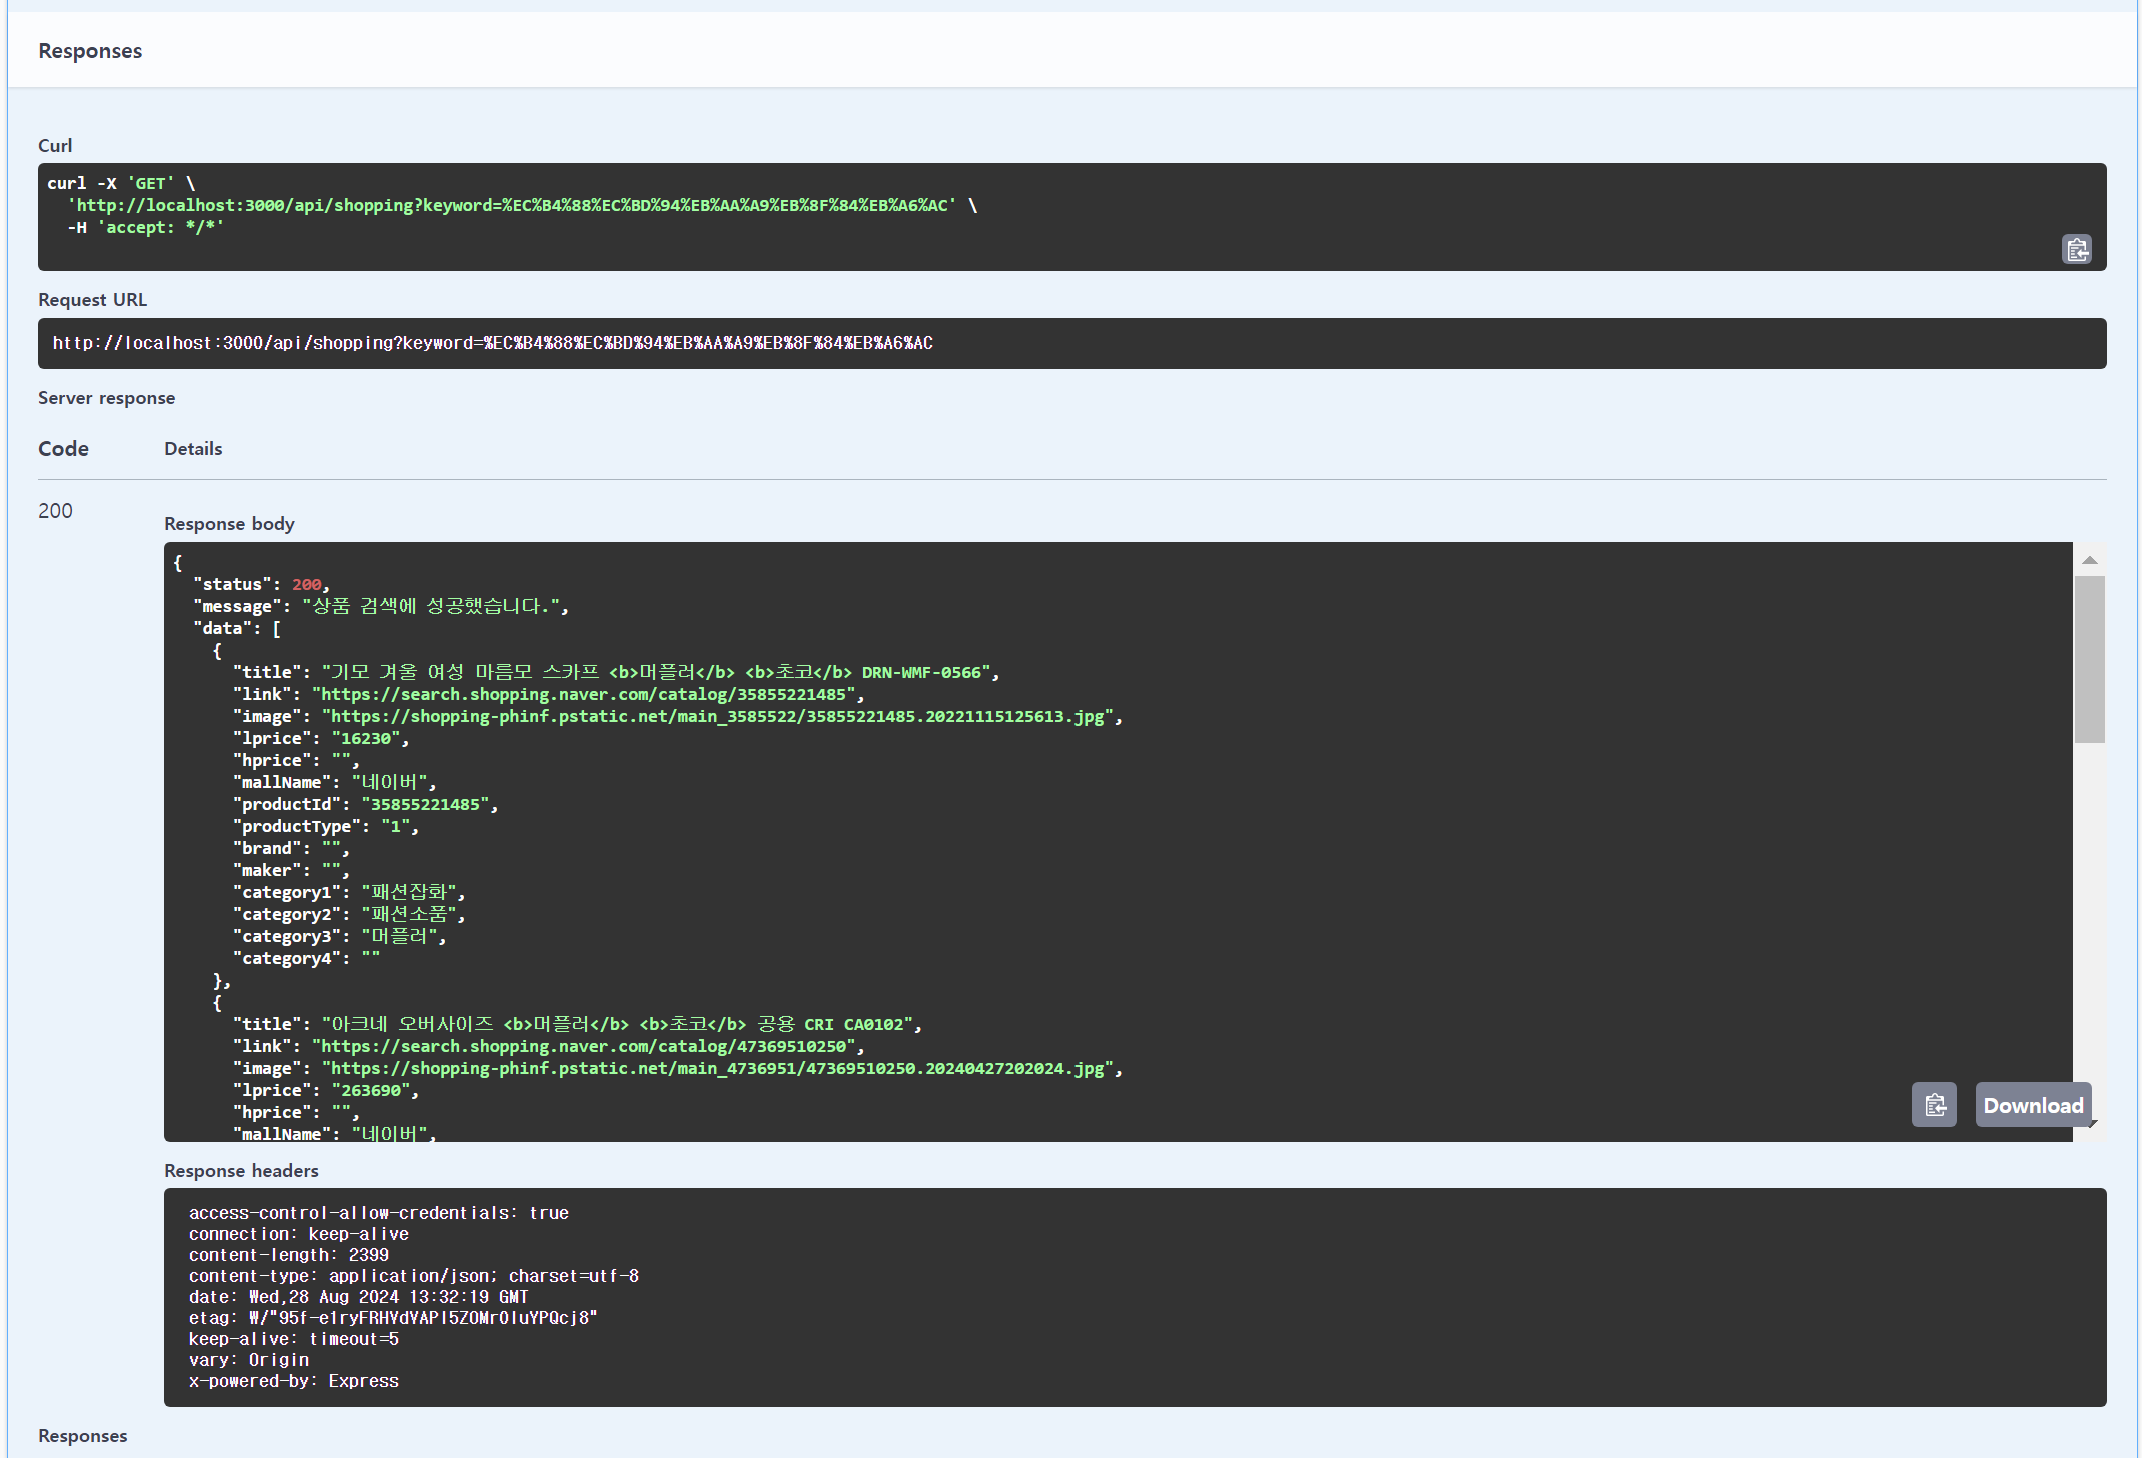 Responses
Curl
curl -X 'GET' \
  'http://localhost:3000/api/shopping?keyword=%EC%B4%88%EC%BD%94%EB%AA%A9%EB%8F%84%EB%A6%AC' \
  -H 'accept: */*'
Request URL
http://localhost:3000/api/shopping?keyword=%EC%B4%88%EC%BD%94%EB%AA%A9%EB%8F%84%EB%A6%AC
Server response
Code Details
200
Response body
{
  "status": 200,
  "message": "상품 검색에 성공했습니다.",
  "data": [
    {
      "title": "기모 겨울 여성 마름모 스카프 <b>머플러</b> <b>초코</b> DRN-WMF-0566",
      "link": "https://search.shopping.naver.com/catalog/35855221485",
      "image": "https://shopping-phinf.pstatic.net/main_3585522/35855221485.20221115125613.jpg",
      "lprice": "16230",
      "hprice": "",
      "mallName": "네이버",
      "productId": "35855221485",
      "productType": "1",
      "brand": "",
      "maker": "",
      "category1": "패션잡화",
      "category2": "패션소품",
      "category3": "머플러",
      "category4": ""
    },
    {
      "title": "아크네 오버사이즈 <b>머플러</b> <b>초코</b> 공용 CRI CA0102",
      "link": "https://search.shopping.naver.com/catalog/47369510250",
      "image": "https://shopping-phinf.pstatic.net/main_4736951/47369510250.20240427202024.jpg",
      "lprice": "263690",
      "hprice": "",
      "mallName": "네이버",
Download
Response headers
access-control-allow-credentials: true
connection: keep-alive
content-length: 2399
content-type: application/json; charset=utf-8
date: Wed,28 Aug 2024 13:32:19 GMT
etag: W/"95f-e1ryFRHYdYAPl5ZOMr0luYPQcj8"
keep-alive: timeout=5
vary: Origin
x-powered-by: Express
Responses